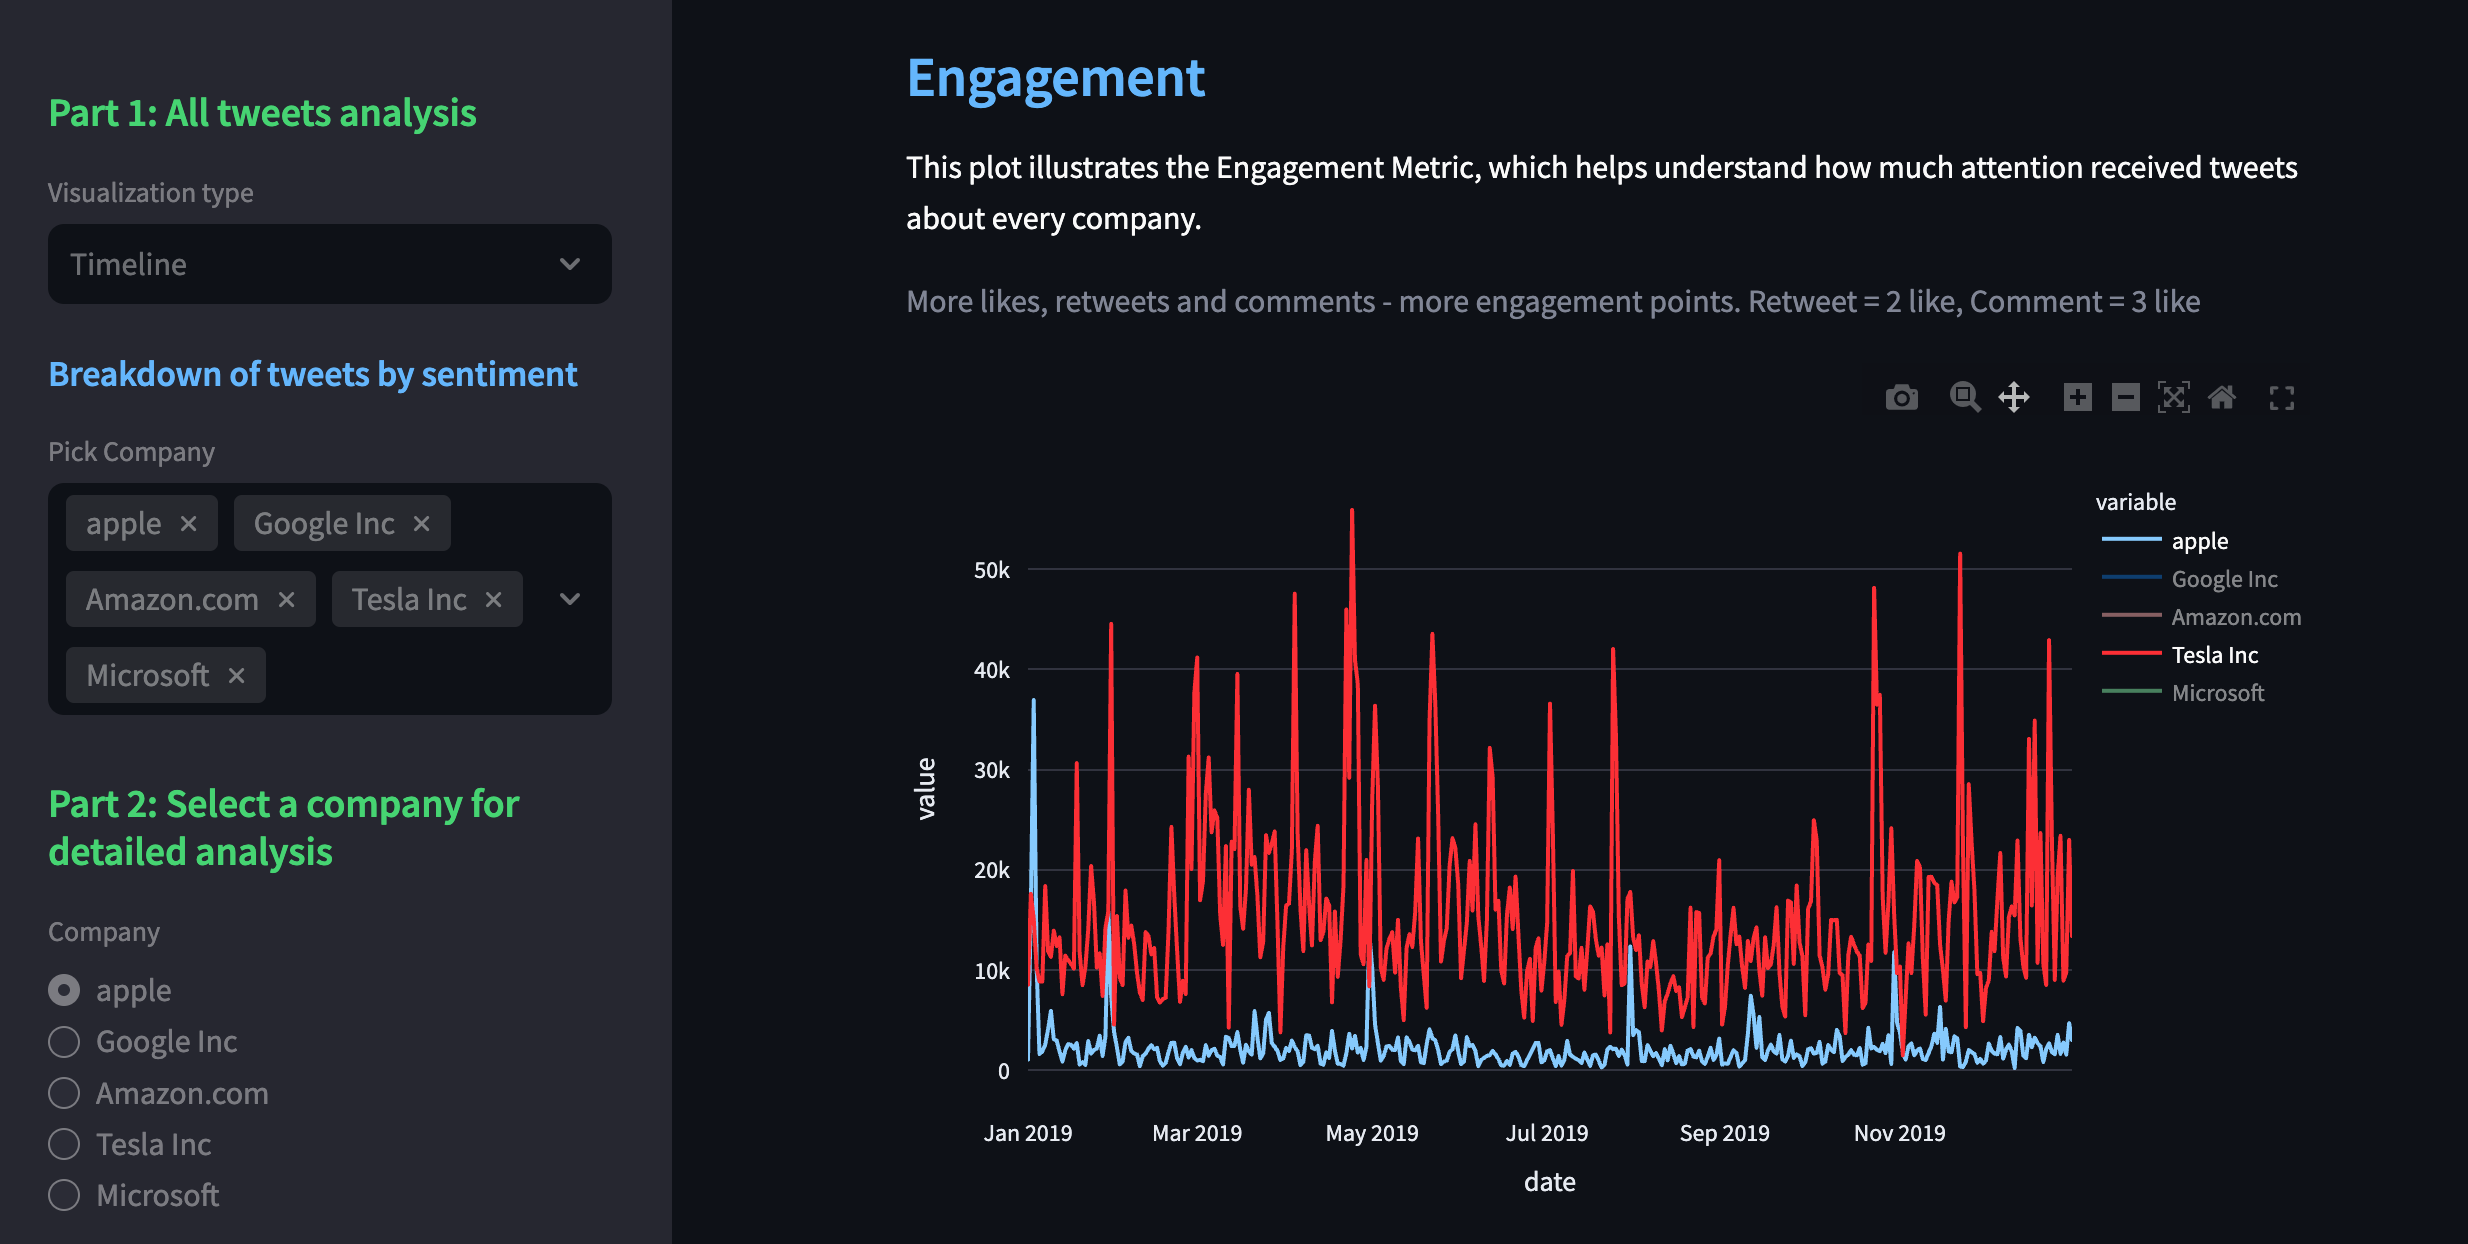 Part 1: All tweets analysis
Visualization type
Timeline
Breakdown of tweets by sentiment
Pick Company
apple
Google Inc
Amazon.com
Tesla Inc
Microsoft
Part 2: Select a company for
detailed analysis
Company
apple
Google Inc
Amazon.com
Tesla Inc
Microsoft
Engagement
This plot illustrates the Engagement Metric, which helps understand how much attention received tweets
about every company.
More likes, retweets and comments - more engagement points. Retweet = 2 like, Comment = 3 like
variable
apple
Google Inc
Amazon.com
Tesla Inc
Microsoft
value
50k
40k
30k
20k
10k
0
Jan 2019
Mar 2019
May 2019
Jul 2019
Sep 2019
Nov 2019
date